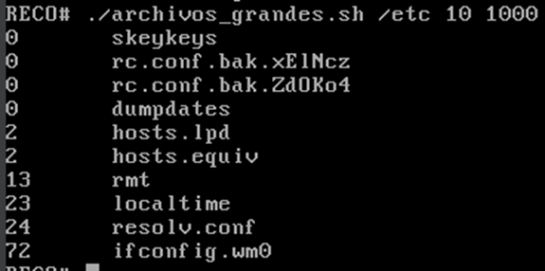 RECO# ./archivos_grandes.sh /etc 10 1000
0 skeykeys
0 rc.conf.bak.xElNcz
0 rc.conf.bak.ZdOKo4
0 dumpdates
2 hosts.lpd
2 hosts.equiv
13 rmt
23 localtime
24 resolv.conf
72 ifconfig.wm0
RECO#